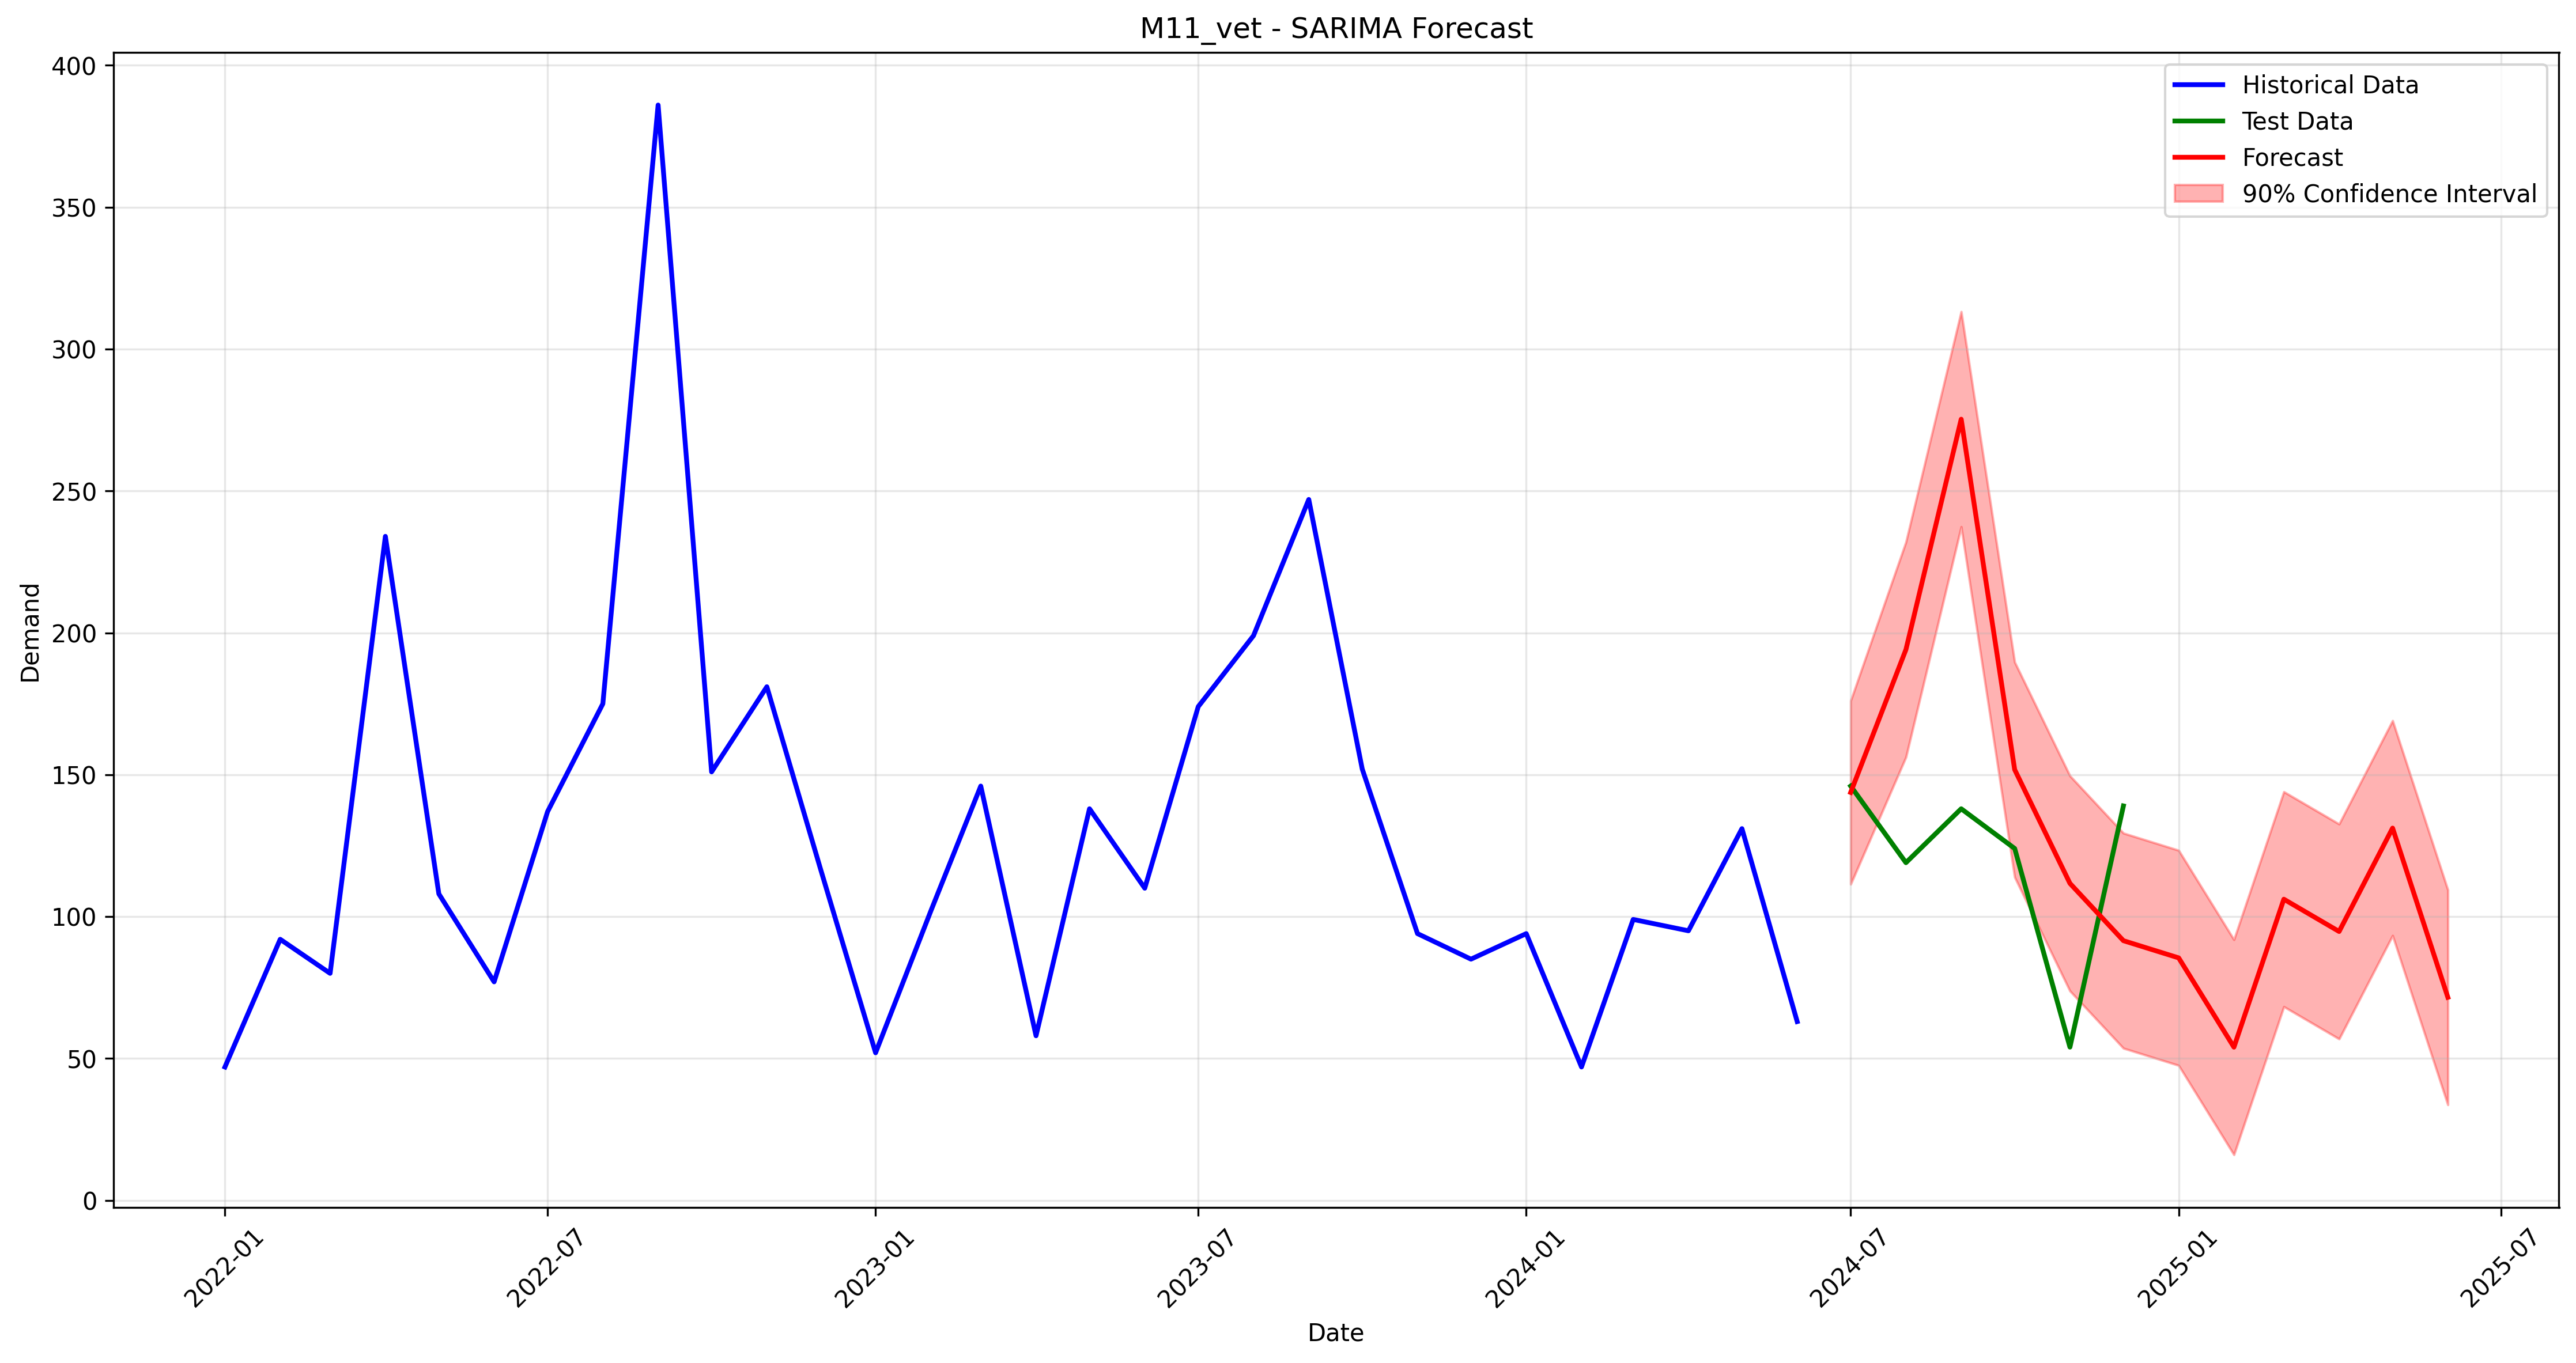 M11_vet - SARIMA Forecast
400
350
300
250
200
150
100
50
0
Demand
Historical Data
Test Data
Forecast
90% Confidence Interval
2022-01
2022-07
2023-01
2023-07
2024-01
2024-07
2025-01
2025-07
Date